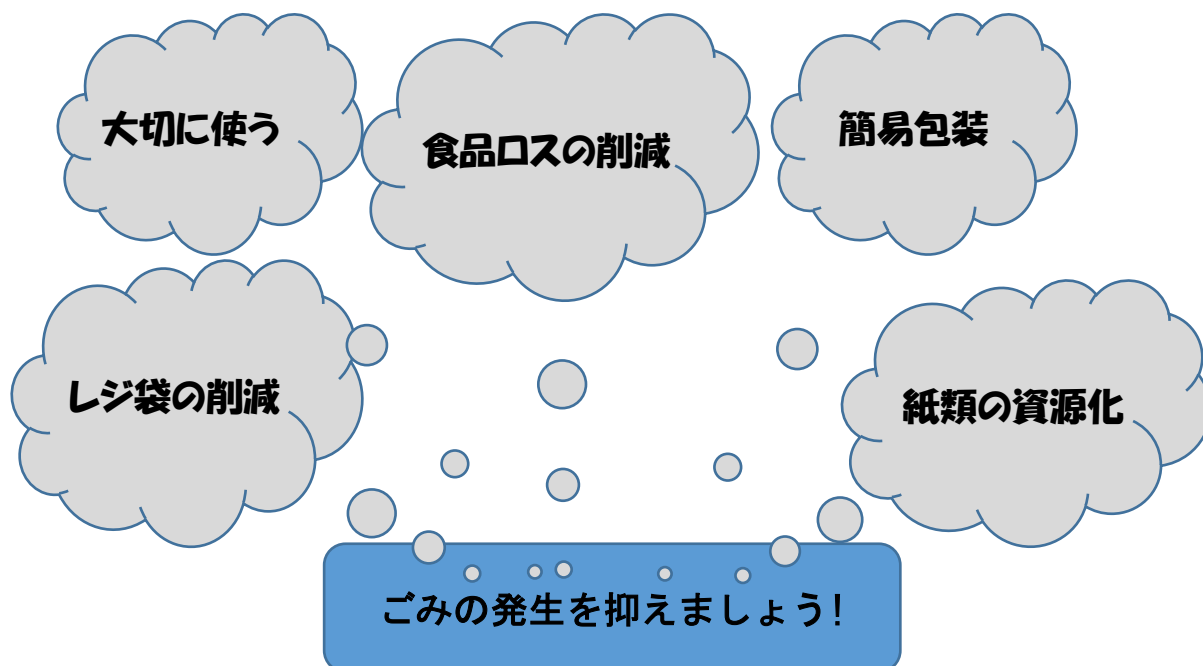 大切に使う
食品ロスの削減
簡易包装
レジ袋の削減
紙類の資源化
ごみの発生を抑えましょう!